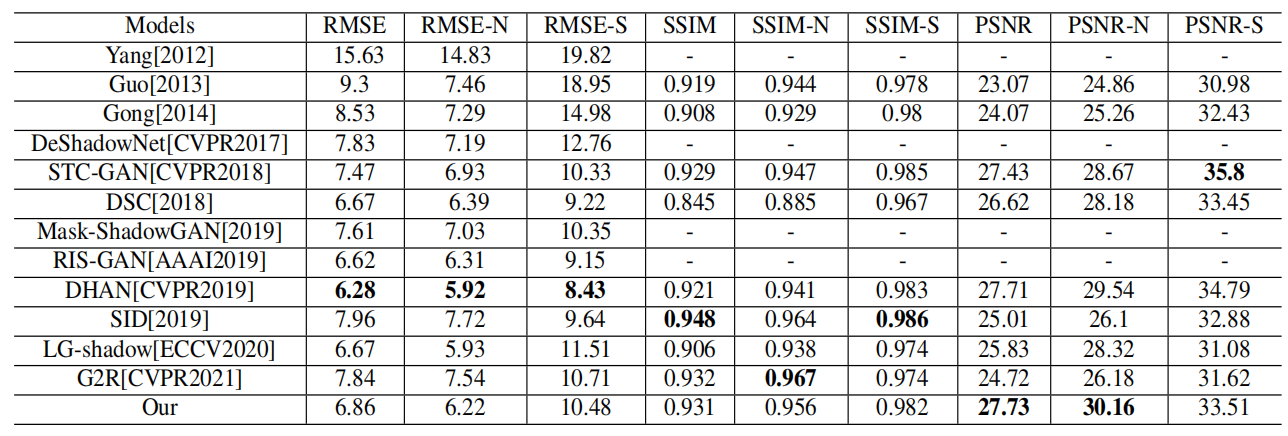 Models RMSE RMSE-N RMSE-S SSIM SSIM-N SSIM-S PSNR PSNR-N PSNR-S
Yang[2012] 15.63 14.83 19.82 - - - - - -
Guo[2013] 9.3 7.46 18.95 0.919 0.944 0.978 23.07 24.86 30.98
Gong[2014] 8.53 7.29 14.98 0.908 0.929 0.98 24.07 25.26 32.43
DeShadowNet[CVPR2017] 7.83 7.19 12.76 - - - - - -
STC-GAN[CVPR2018] 7.47 6.93 10.33 0.929 0.947 0.985 27.43 28.67 35.8
DSC[2018] 6.67 6.39 9.22 0.845 0.885 0.967 26.62 28.18 33.45
Mask-ShadowGAN[2019] 7.61 7.03 10.35 - - - - - -
RIS-GAN[AAAI2019] 6.62 6.31 9.15 - - - - - -
DHAN[CVPR2019] 6.28 5.92 8.43 0.921 0.941 0.983 27.71 29.54 34.79
SID[2019] 7.96 7.72 9.64 0.948 0.964 0.986 25.01 26.1 32.88
LG-shadow[ECCV2020] 6.67 5.93 11.51 0.906 0.938 0.974 25.83 28.32 31.08
G2R[CVPR2021] 7.84 7.54 10.71 0.932 0.967 0.974 24.72 26.18 31.62
Our 6.86 6.22 10.48 0.931 0.956 0.982 27.73 30.16 33.51